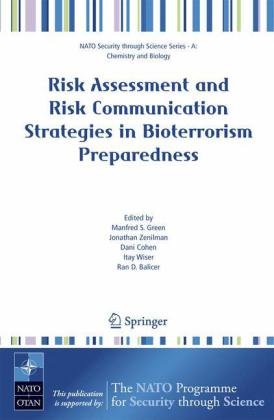 NATO Security through Science Series - A:
Chemistry and Biology
Risk Assessment and
Risk Communication
Strategies in Bioterrorism
Preparedness
Edited by
Manfred S. Green
Jonathan Zenilman
Dani Cohen
Itay Wiser
Ran D. Balicer
Springer
NATO
OTAN
This publication
is supported by:
The NATO Programme
for Security through Science